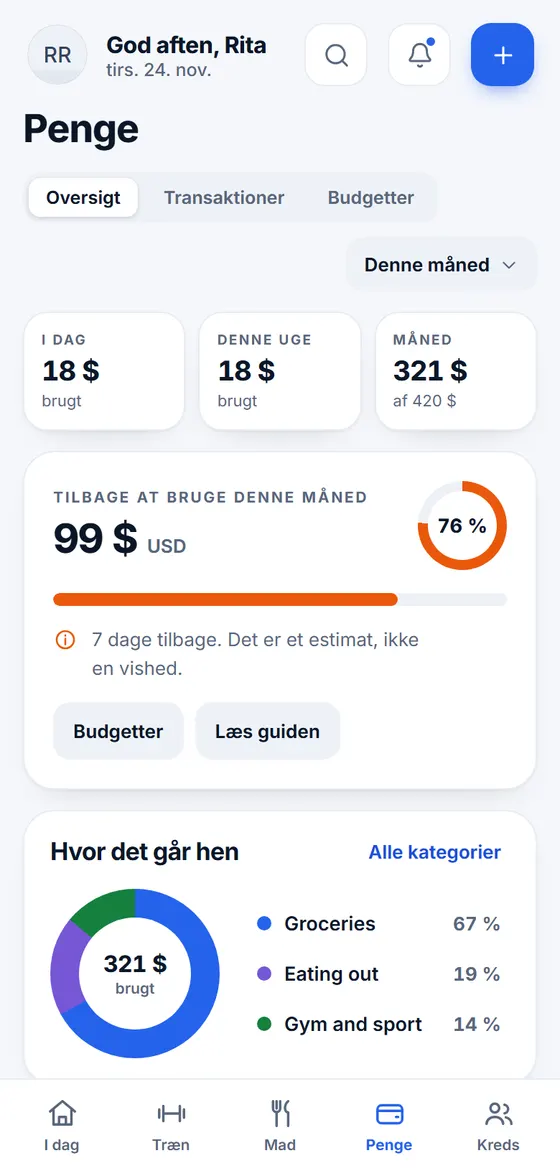 RR
God aften, Rita
tirs. 24. nov.
Penge
Oversigt
Transaktioner
Budgetter
Denne måned
I DAG
18 $
brugt
DENNE UGE
18 $
brugt
MÅNED
321 $
af 420 $
TILBAGE AT BRUGE DENNE MÅNED
99 $ USD
76 %
7 dage tilbage. Det er et estimat, ikke
en vished.
Budgetter
Læs guiden
Hvor det går hen
Alle kategorier
321 $
brugt
Groceries 67 %
Eating out 19 %
Gym and sport 14 %
I dag
Træn
Mad
Penge
Kreds